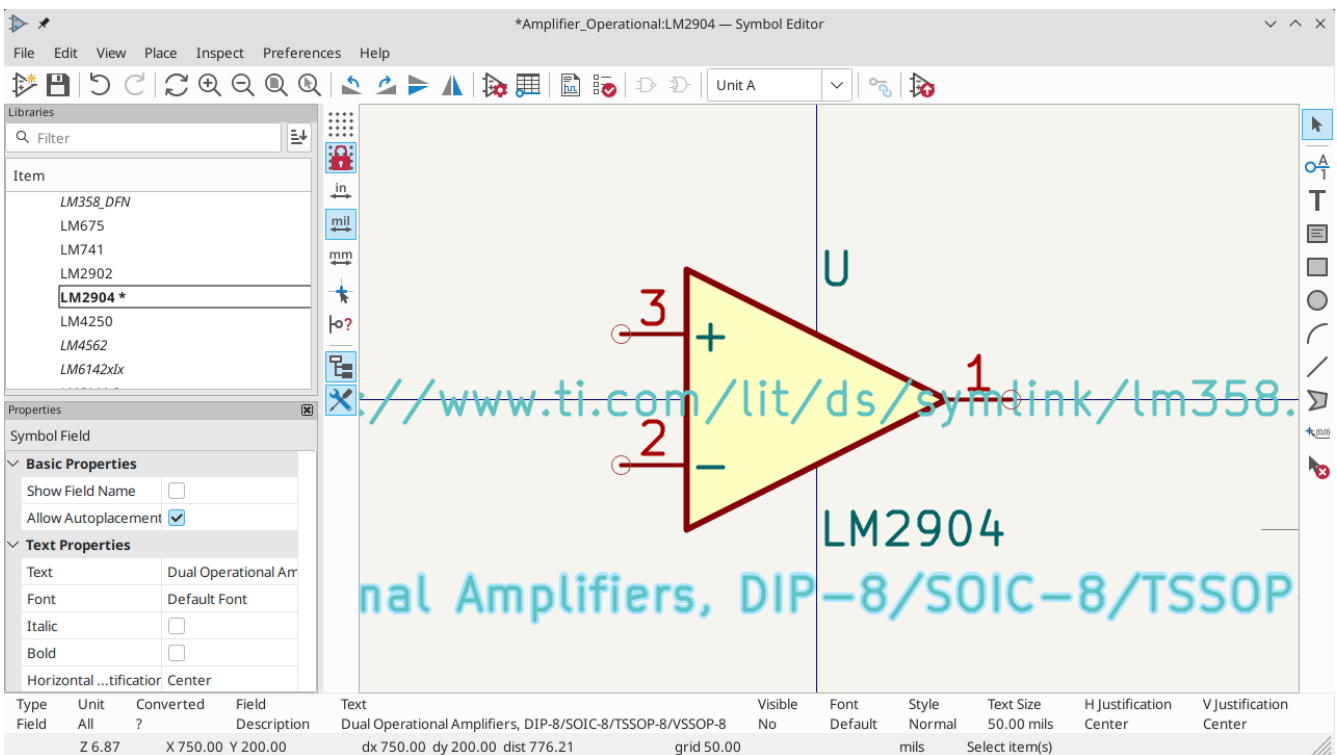 *Amplifier_Operational:LM2904 — Symbol Editor
File Edit View Place Inspect Preferences Help
Unit A
Libraries
Filter
Item
LM358_DFN
LM675
LM741
LM2902
LM2904 *
LM4250
LM4562
LM6142xIx
Properties
Symbol Field
Basic Properties
Show Field Name
Allow Autoplacement
Text Properties
Text Dual Operational Am
Font Default Font
Italic
Bold
Horizontal ...tification Center
in
mil
mm
U
3
+
1
://www.ti.com/lit/ds/symlink/lm358.
2
−
LM2904
nal Amplifiers, DIP-8/SOIC-8/TSSOP
Type Unit Converted Field Text Visible Font Style Text Size H Justification V Justification
Field All ? Description Dual Operational Amplifiers, DIP-8/SOIC-8/TSSOP-8/VSSOP-8 No Default Normal 50.00 mils Center Center
Z 6.87 X 750.00 Y 200.00 dx 750.00 dy 200.00 dist 776.21 grid 50.00 mils Select item(s)